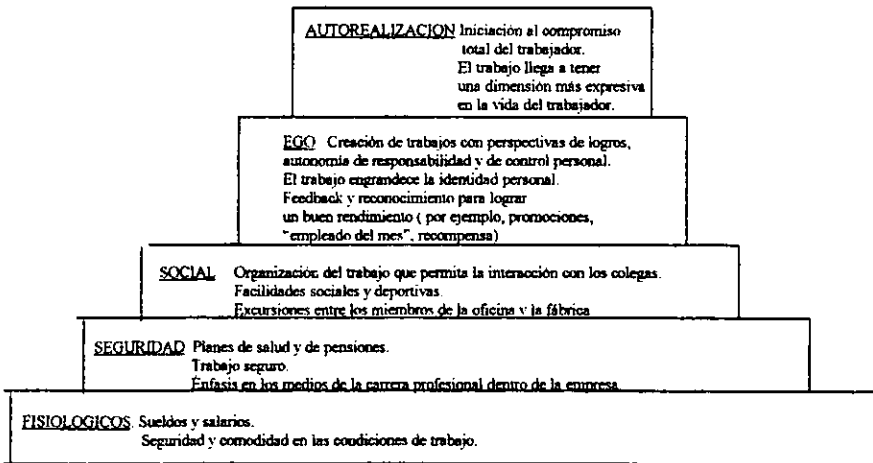 AUTOREALIZACION Iniciación al compromiso
total del trabajador.
El trabajo llega a tener
una dimensión más expresiva
en la vida del trabajador.
EGO Creación de trabajos con perspectivas de logros,
autonomía de responsabilidad y de control personal.
El trabajo engrandece la identidad personal.
Feedback y reconocimiento para lograr
un buen rendimiento ( por ejemplo, promociones,
"empleado del mes", recompensa)
SOCIAL Organización del trabajo que permita la interacción con los colegas.
Facilidades sociales y deportivas.
Excursiones entre los miembros de la oficina y la fábrica
SEGURIDAD Planes de salud y de pensiones.
Trabajo seguro.
Énfasis en los medios de la carrera profesional dentro de la empresa
FISIOLOGICOS. Sueldos y salarios.
Seguridad y comodidad en las condiciones de trabajo.